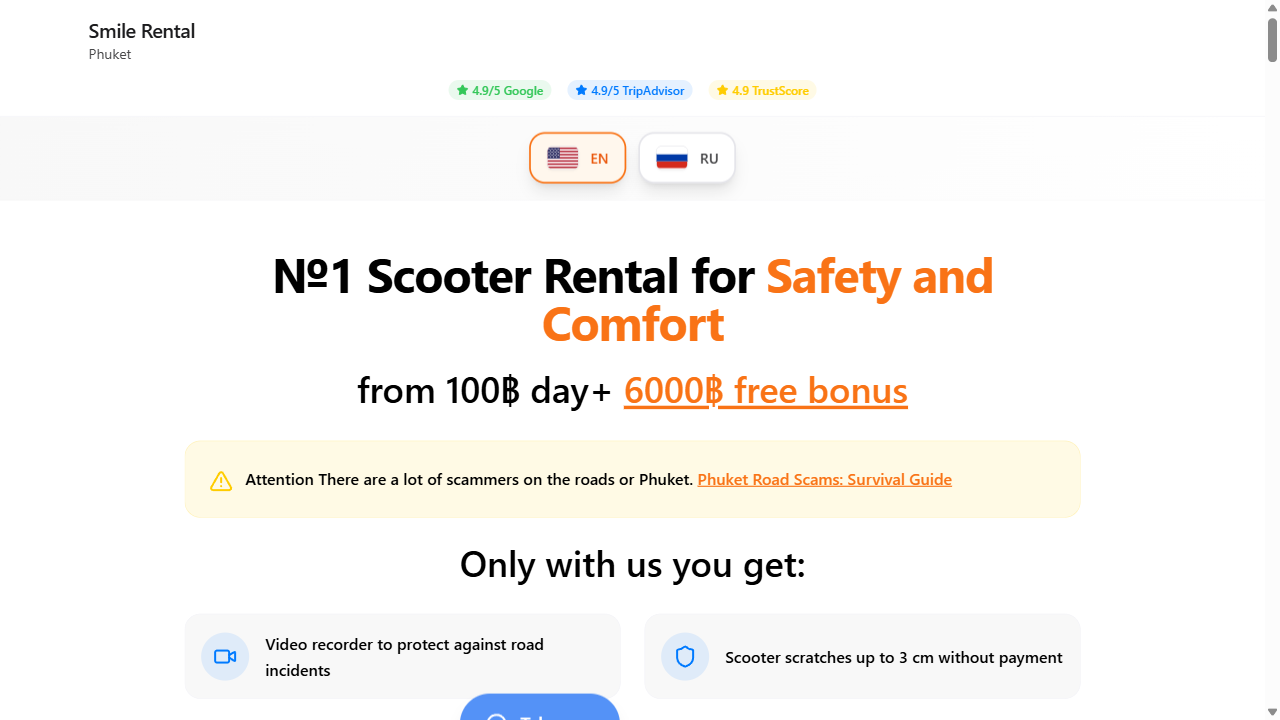 Smile Rental
Phuket
4.9/5 Google
4.9/5 TripAdvisor
4.9 TrustScore
EN
RU
№1 Scooter Rental for Safety and
Comfort
from 100฿ day+ 6000฿ free bonus
Attention There are a lot of scammers on the roads or Phuket. Phuket Road Scams: Survival Guide
Only with us you get:
Video recorder to protect against road
incidents
Scooter scratches up to 3 cm without payment